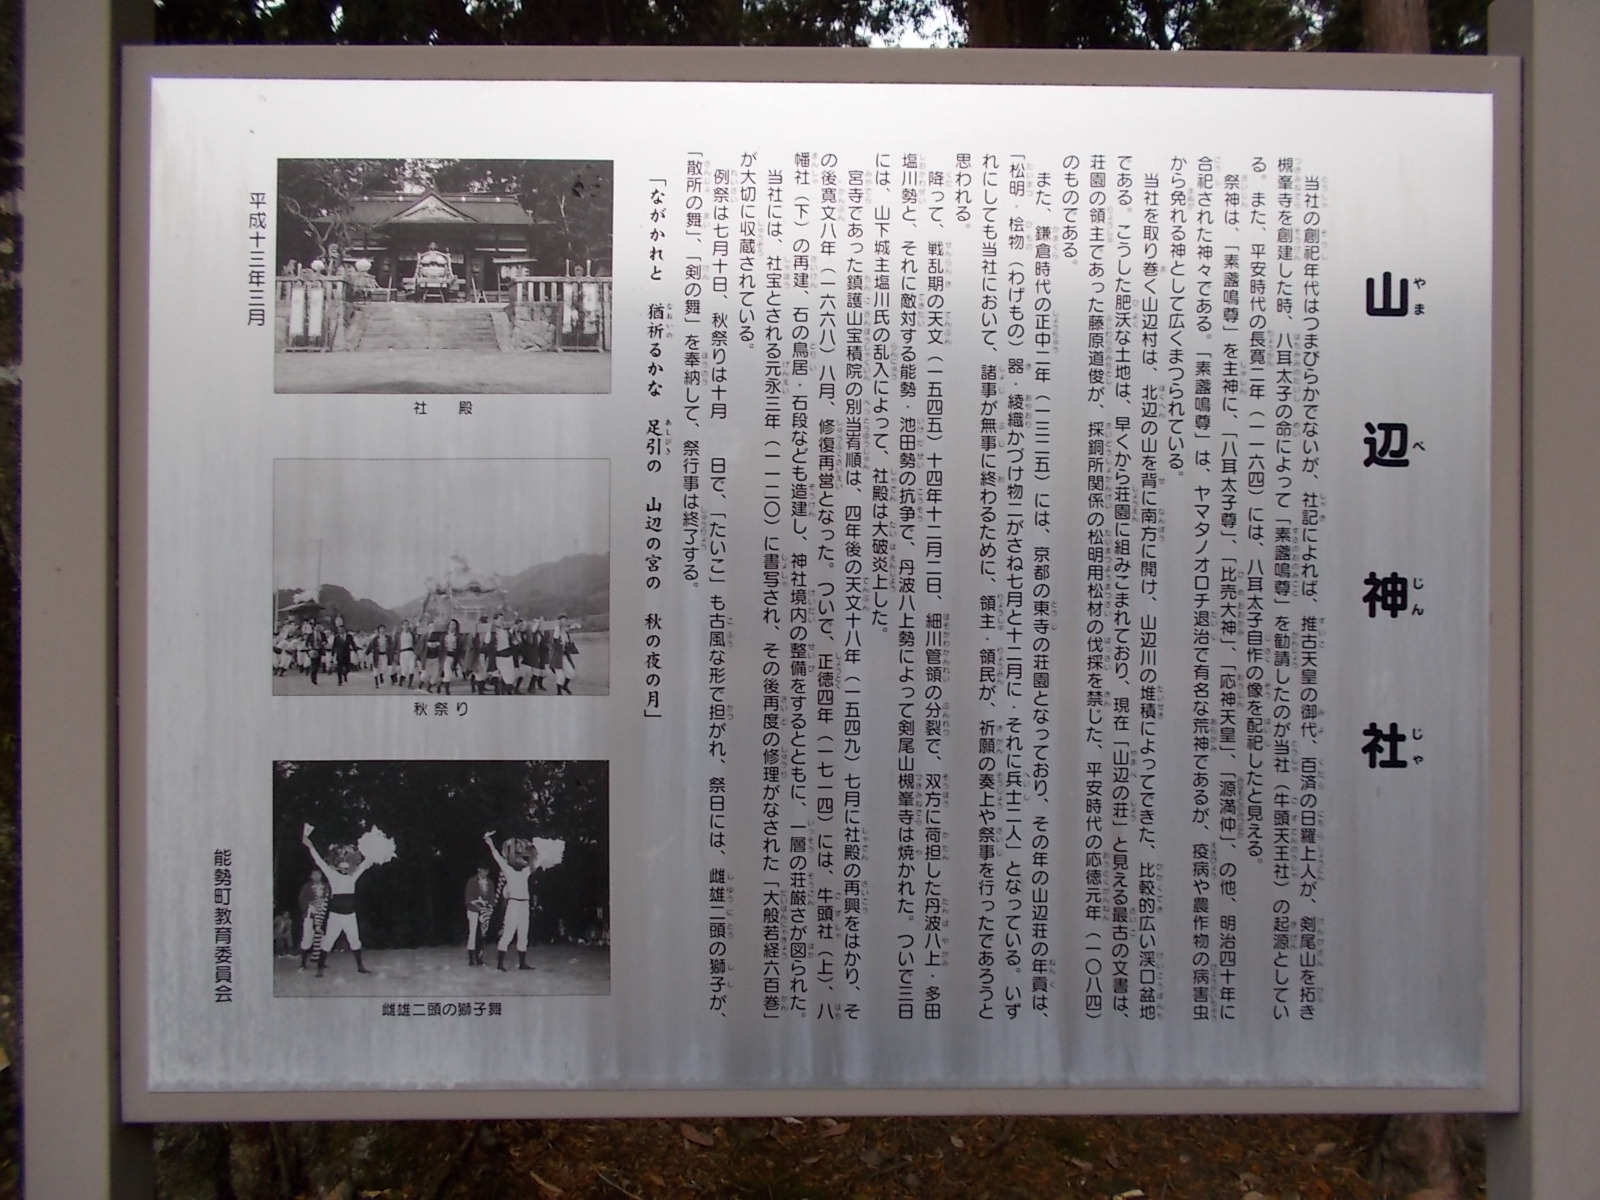 山辺神社
やまべじんじゃ
当社の創祀年代はつまびらかでないが、社記によれば、推古天皇の御代、百済の日羅上人が、剣尾山を拓き
槻峯寺を創建した時、八耳太子の命によって「素盞鳴尊」を勧請したのが当社(牛頭天王社)の起源としてい
る。また、平安時代の長寛二年(一一六四)には、八耳太子自作の像を配祀したと見える。
祭神は、「素盞鳴尊」を主神に、「八耳太子尊」、「比売大神」、「応神天皇」、「源満仲」、の他、明治四十年に
合祀された神々である。「素盞鳴尊」は、ヤマタノオロチ退治で有名な荒神であるが、疫病や農作物の病害虫
から免れる神として広くまつられている。
当社を取り巻く山辺村は、北辺の山を背に南方に開け、山辺川の堆積によってできた、比較的広い渓口盆地
である。こうした肥沃な土地は、早くから荘園に組みこまれており、現在「山辺の荘」と見える最古の文書は、
荘園の領主であった藤原道俊が、採銅所関係の松明用松材の伐採を禁じた、平安時代の応徳元年(一〇八四)
のものである。
また、鎌倉時代の正中二年(一三二五)には、京都の東寺の荘園となっており、その年の山辺荘の年貢は、
「松明・桧物(わげもの)器・綾織かづけ物二がさね七月と十二月に・それに兵士二人」となっている。いず
れにしても当社において、諸事が無事に終わるために、領主・領民が、祈願の奏上や祭事を行ったであろうと
思われる。
降って、戦乱期の天文(一五四五)十四年十二月二日、細川管領の分裂で、双方に荷担した丹波八上・多田
塩川勢と、それに敵対する能勢・池田勢の抗争で、丹波八上勢によって剣尾山槻峯寺は焼かれた。ついで三日
には、山下城主塩川氏の乱入によって、社殿は大破炎上した。
宮寺であった鎮護山宝積院の別当宥順は、四年後の天文十八年(一五四九)七月に社殿の再興をはかり、そ
の後寛文八年(一六六八)八月、修復再営となった。ついで、正徳四年(一七一四)には、牛頭社(上)、八
幡社(下)の再建、石の鳥居・石段なども造建し、神社境内の整備をするとともに、一層の荘厳さが図られた。
当社には、社宝とされる元永三年(一一二〇)に書写され、その後再度の修理がなされた「大般若経六百巻」
が大切に収蔵されている。
例祭は七月十日、秋祭りは十月　日で、「たいこ」も古風な形で担がれ、祭日には、雌雄二頭の獅子が、
「散所の舞」、「剣の舞」を奉納して、祭行事は終了する。
「ながかれと　猶祈るかな　足引の　山辺の宮の　秋の夜の月」
社殿
秋祭り
雌雄二頭の獅子舞
平成十三年三月
能勢町教育委員会